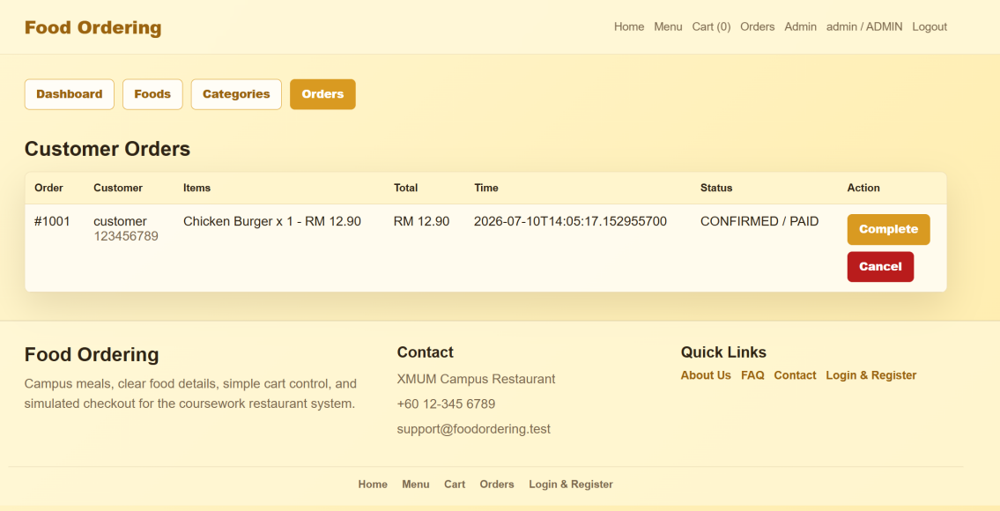 Food Ordering
Home Menu Cart (0) Orders Admin admin / ADMIN Logout
Dashboard Foods Categories Orders
Customer Orders
Order Customer Items Total Time Status Action
#1001 customer Chicken Burger x 1 - RM 12.90 RM 12.90 2026-07-10T14:05:17.152955700 CONFIRMED / PAID Complete
123456789
Cancel
Food Ordering
Campus meals, clear food details, simple cart control, and
simulated checkout for the coursework restaurant system.
Contact
XMUM Campus Restaurant
+60 12-345 6789
support@foodordering.test
Quick Links
About Us FAQ Contact Login & Register
Home Menu Cart Orders Login & Register